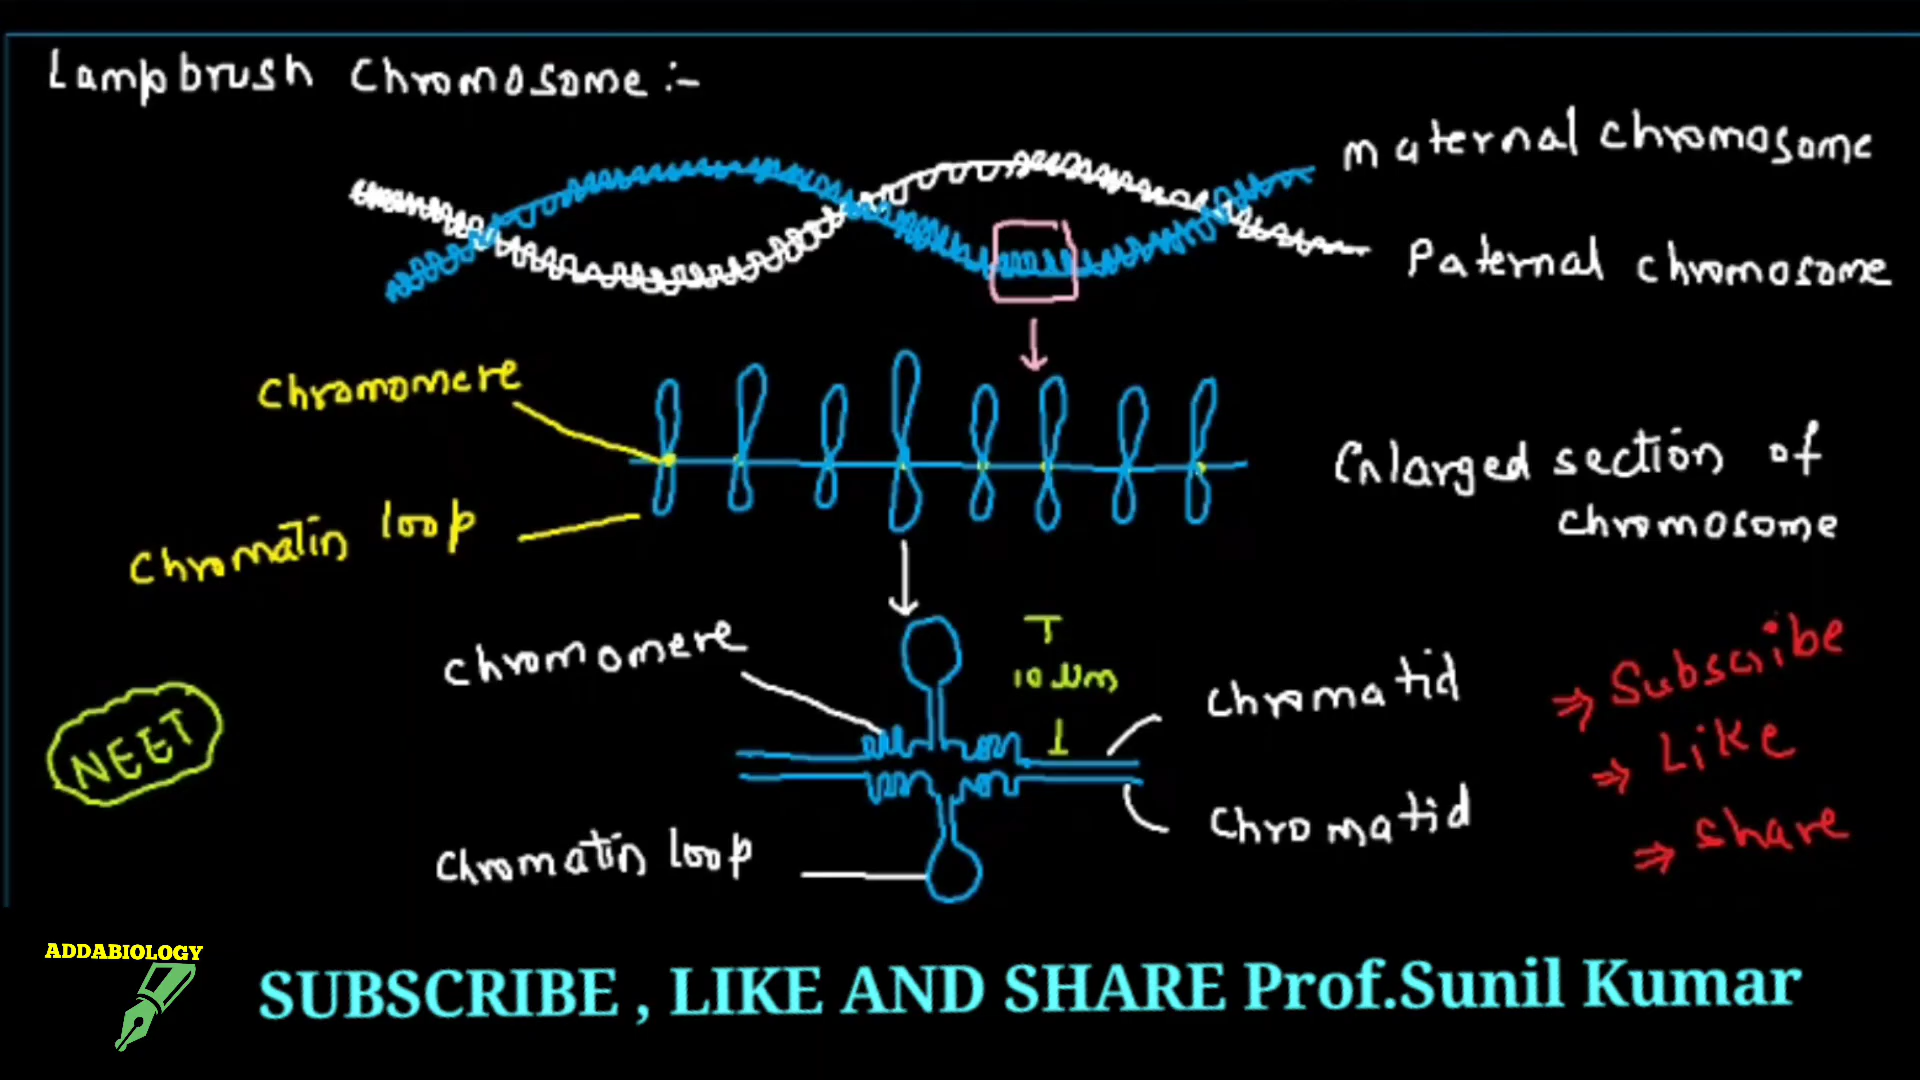 Lampbrush Chromosome :-
maternal chromosome
Paternal chromosome
Chromomere
Chromatin loop
Enlarged section of
chromosome
Chromomere
10 μm
Chromatid
Chromatid
Chromatin loop
NEET
⇒ Subscribe
⇒ Like
⇒ Share
ADDABIOLOGY
SUBSCRIBE , LIKE AND SHARE Prof.Sunil Kumar